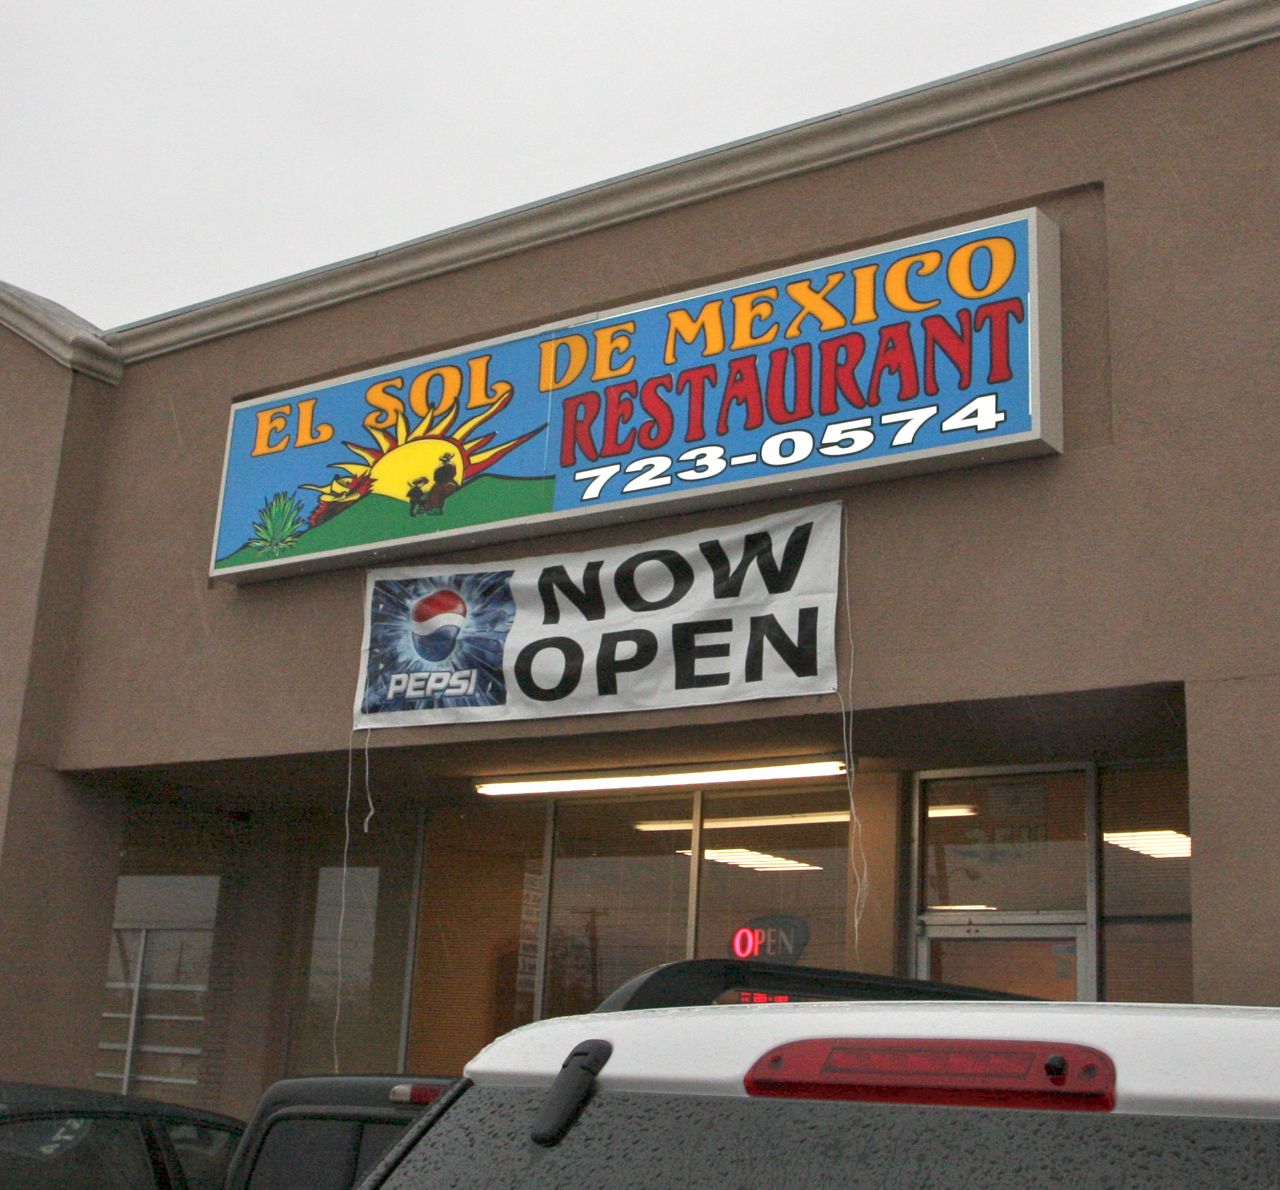 EL SOL DE MEXICO
RESTAURANT
723-0574
NOW
OPEN
PEPSI
OPEN